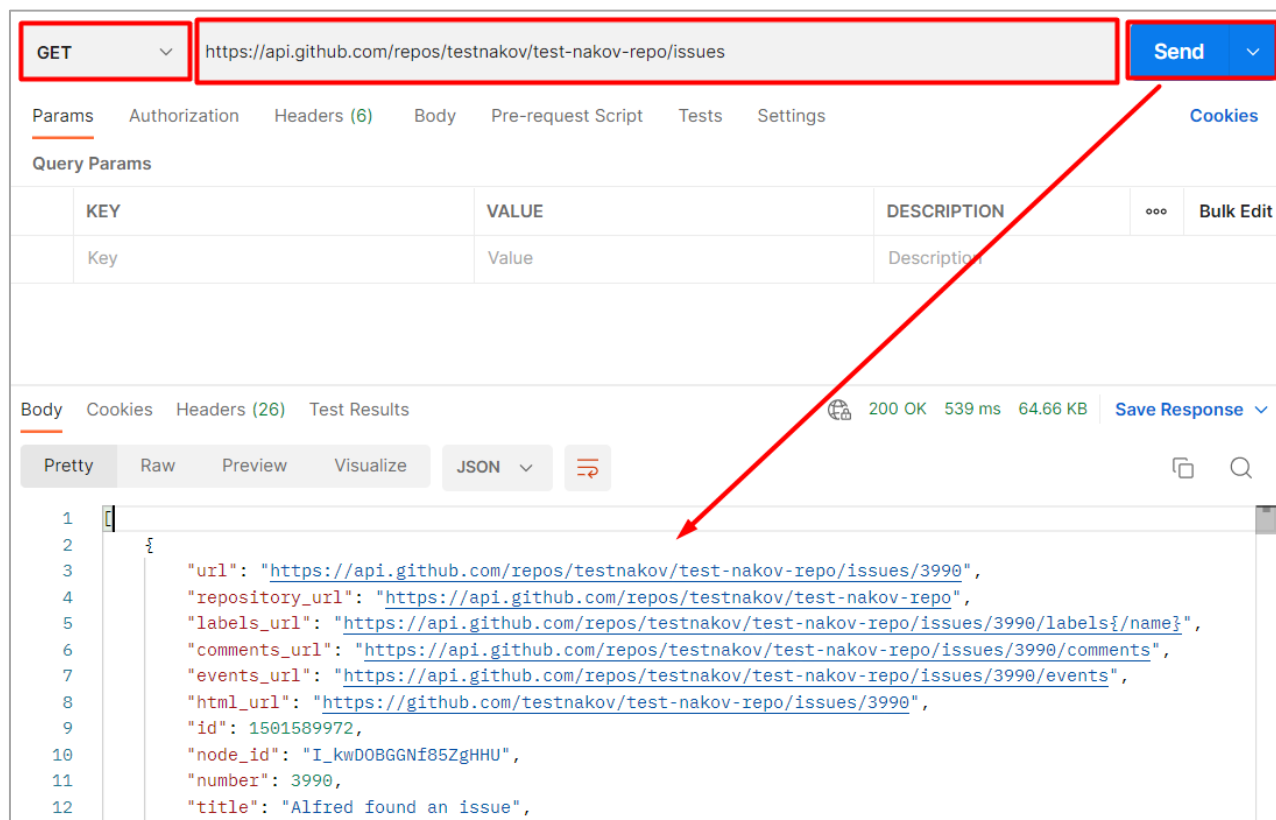 GET https://api.github.com/repos/testnakov/test-nakov-repo/issues Send
Params Authorization Headers (6) Body Pre-request Script Tests Settings Cookies
Query Params
KEY VALUE DESCRIPTION ooo Bulk Edit
Key Value Description
Body Cookies Headers (26) Test Results 200 OK 539 ms 64.66 KB Save Response
Pretty Raw Preview Visualize JSON
1 [
2 {
3 "url": "https://api.github.com/repos/testnakov/test-nakov-repo/issues/3990",
4 "repository_url": "https://api.github.com/repos/testnakov/test-nakov-repo",
5 "labels_url": "https://api.github.com/repos/testnakov/test-nakov-repo/issues/3990/labels{/name}",
6 "comments_url": "https://api.github.com/repos/testnakov/test-nakov-repo/issues/3990/comments",
7 "events_url": "https://api.github.com/repos/testnakov/test-nakov-repo/issues/3990/events",
8 "html_url": "https://github.com/testnakov/test-nakov-repo/issues/3990",
9 "id": 1501589972,
10 "node_id": "I_kwDOBGGNf85ZgHHU",
11 "number": 3990,
12 "title": "Alfred found an issue",